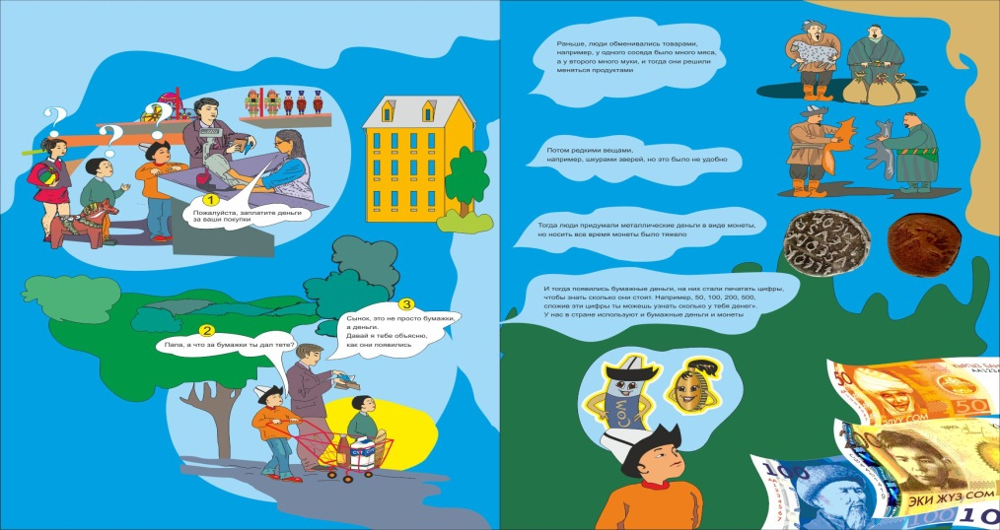 1
Пожалуйста, заплатите деньги
за ваши покупки
2
Папа, а что за бумажки ты дал тете?
3
Сынок, это не просто бумажки,
а деньги.
Давай я тебе объясню,
как они появились
Раньше, люди обменивались товарами,
например, у одного соседа было много мяса,
а у второго много муки, и тогда они решили
меняться продуктами
Потом редкими вещами,
например, шкурами зверей, но это было не удобно
Тогда люди придумали металлические деньги в виде монеты,
но носить все время монеты было тяжело
И тогда появились бумажные деньги, на них стали печатать цифры,
чтобы знать сколько они стоят. Например, 50, 100, 200, 500,
сложив эти цифры ты можешь узнать сколько у тебя денег».
У нас в стране используют и бумажные деньги и монеты
СОМ
50
50
100
ЭКИ ЖҮЗ СОМ
100
10